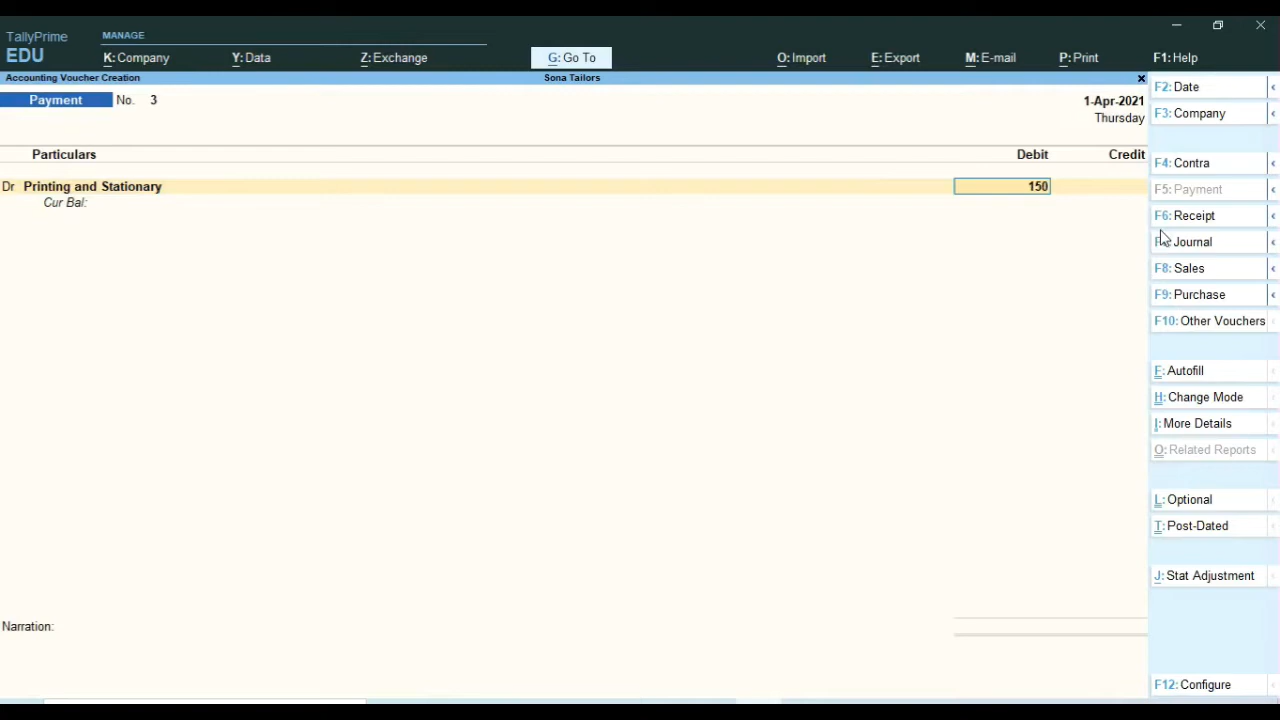 TallyPrime
EDU
MANAGE
K: Company
Y: Data
Z: Exchange
G: Go To
O: Import
E: Export
M: E-mail
P: Print
F1: Help
Accounting Voucher Creation
Sona Tailors
Payment No. 3
1-Apr-2021
Thursday
Particulars
Debit
Credit
Dr Printing and Stationary
150
Cur Bal:
Narration:
F2: Date
F3: Company
F4: Contra
F5: Payment
F6: Receipt
Journal
F8: Sales
F9: Purchase
F10: Other Vouchers
E: Autofill
H: Change Mode
I: More Details
O: Related Reports
L: Optional
T: Post-Dated
J: Stat Adjustment
F12: Configure